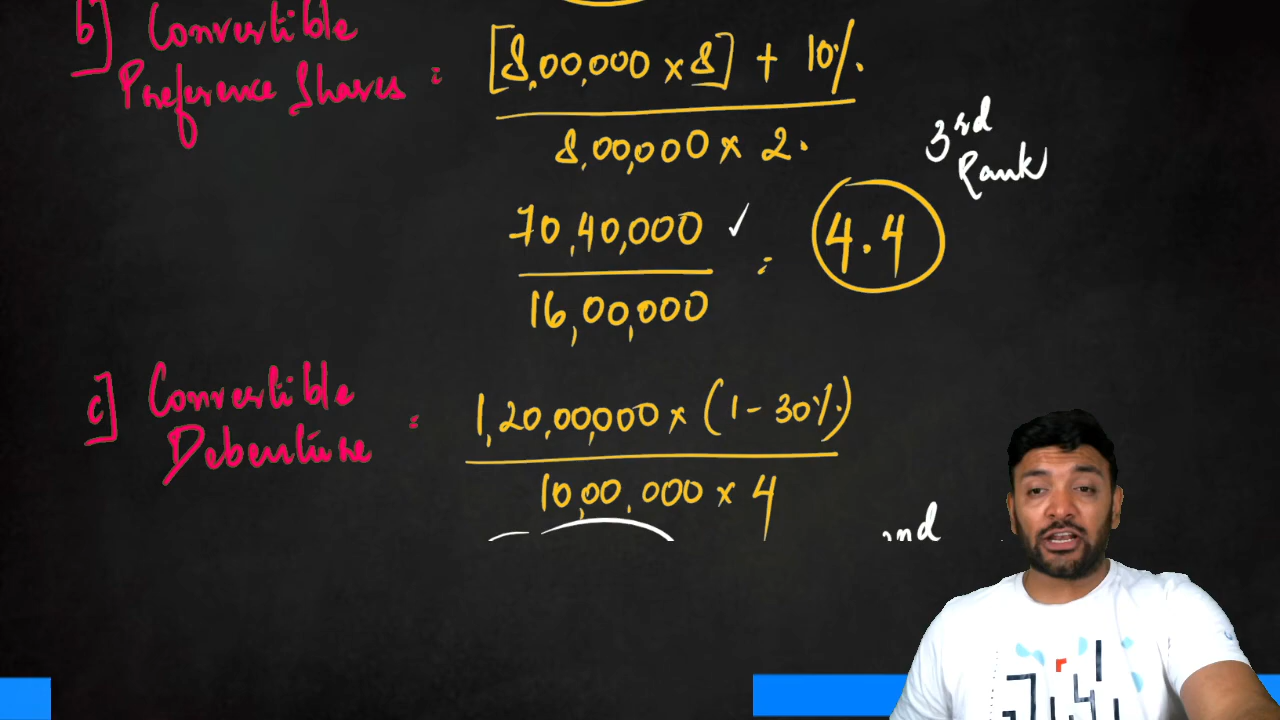 b] Convertible
Preference Shares =
[8,00,000 x 8] + 10%.
8,00,000 x 2.
3rd
Rank
70,40,000 ✓
16,00,000
= 4.4
c] Convertible
Debenture =
1,20,00,000 x (1 - 30%)
10,00,000 x 4